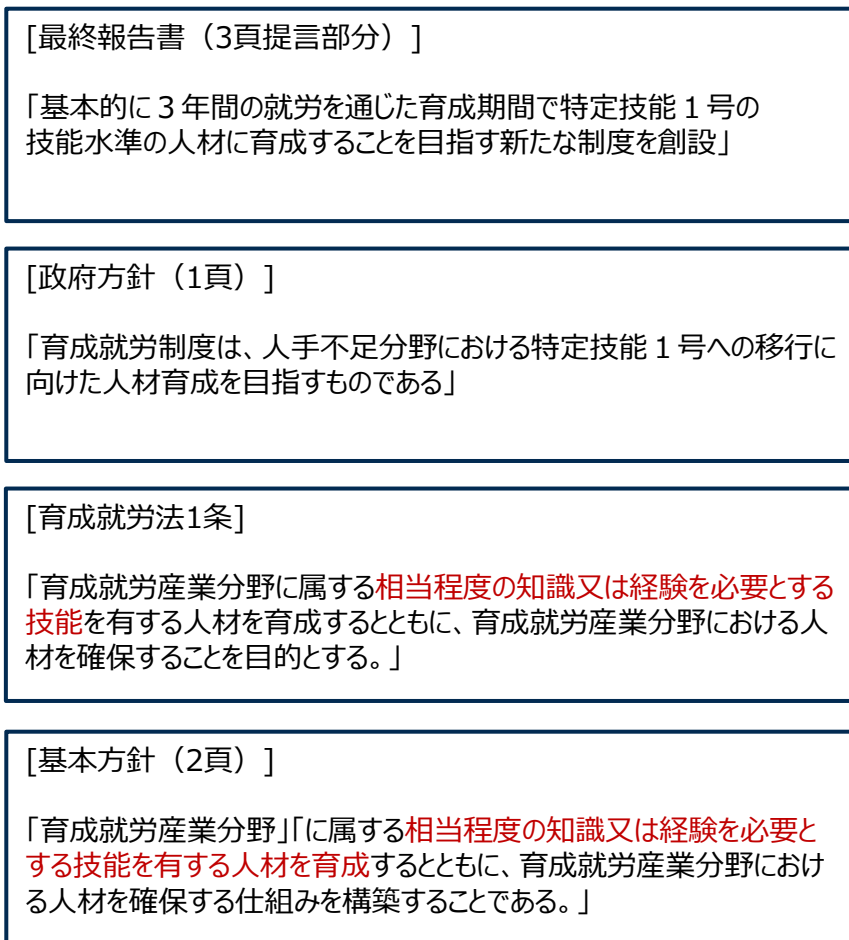 [最終報告書（3頁提言部分）]
「基本的に３年間の就労を通じた育成期間で特定技能１号の
技能水準の人材に育成することを目指す新たな制度を創設」
[政府方針（1頁）]
「育成就労制度は、人手不足分野における特定技能１号への移行に
向けた人材育成を目指すものである」
[育成就労法1条]
「育成就労産業分野に属する相当程度の知識又は経験を必要とする
技能を有する人材を育成するとともに、育成就労産業分野における人
材を確保することを目的とする。」
[基本方針（2頁）]
「育成就労産業分野」「に属する相当程度の知識又は経験を必要と
する技能を有する人材を育成するとともに、育成就労産業分野におけ
る人材を確保する仕組みを構築することである。」